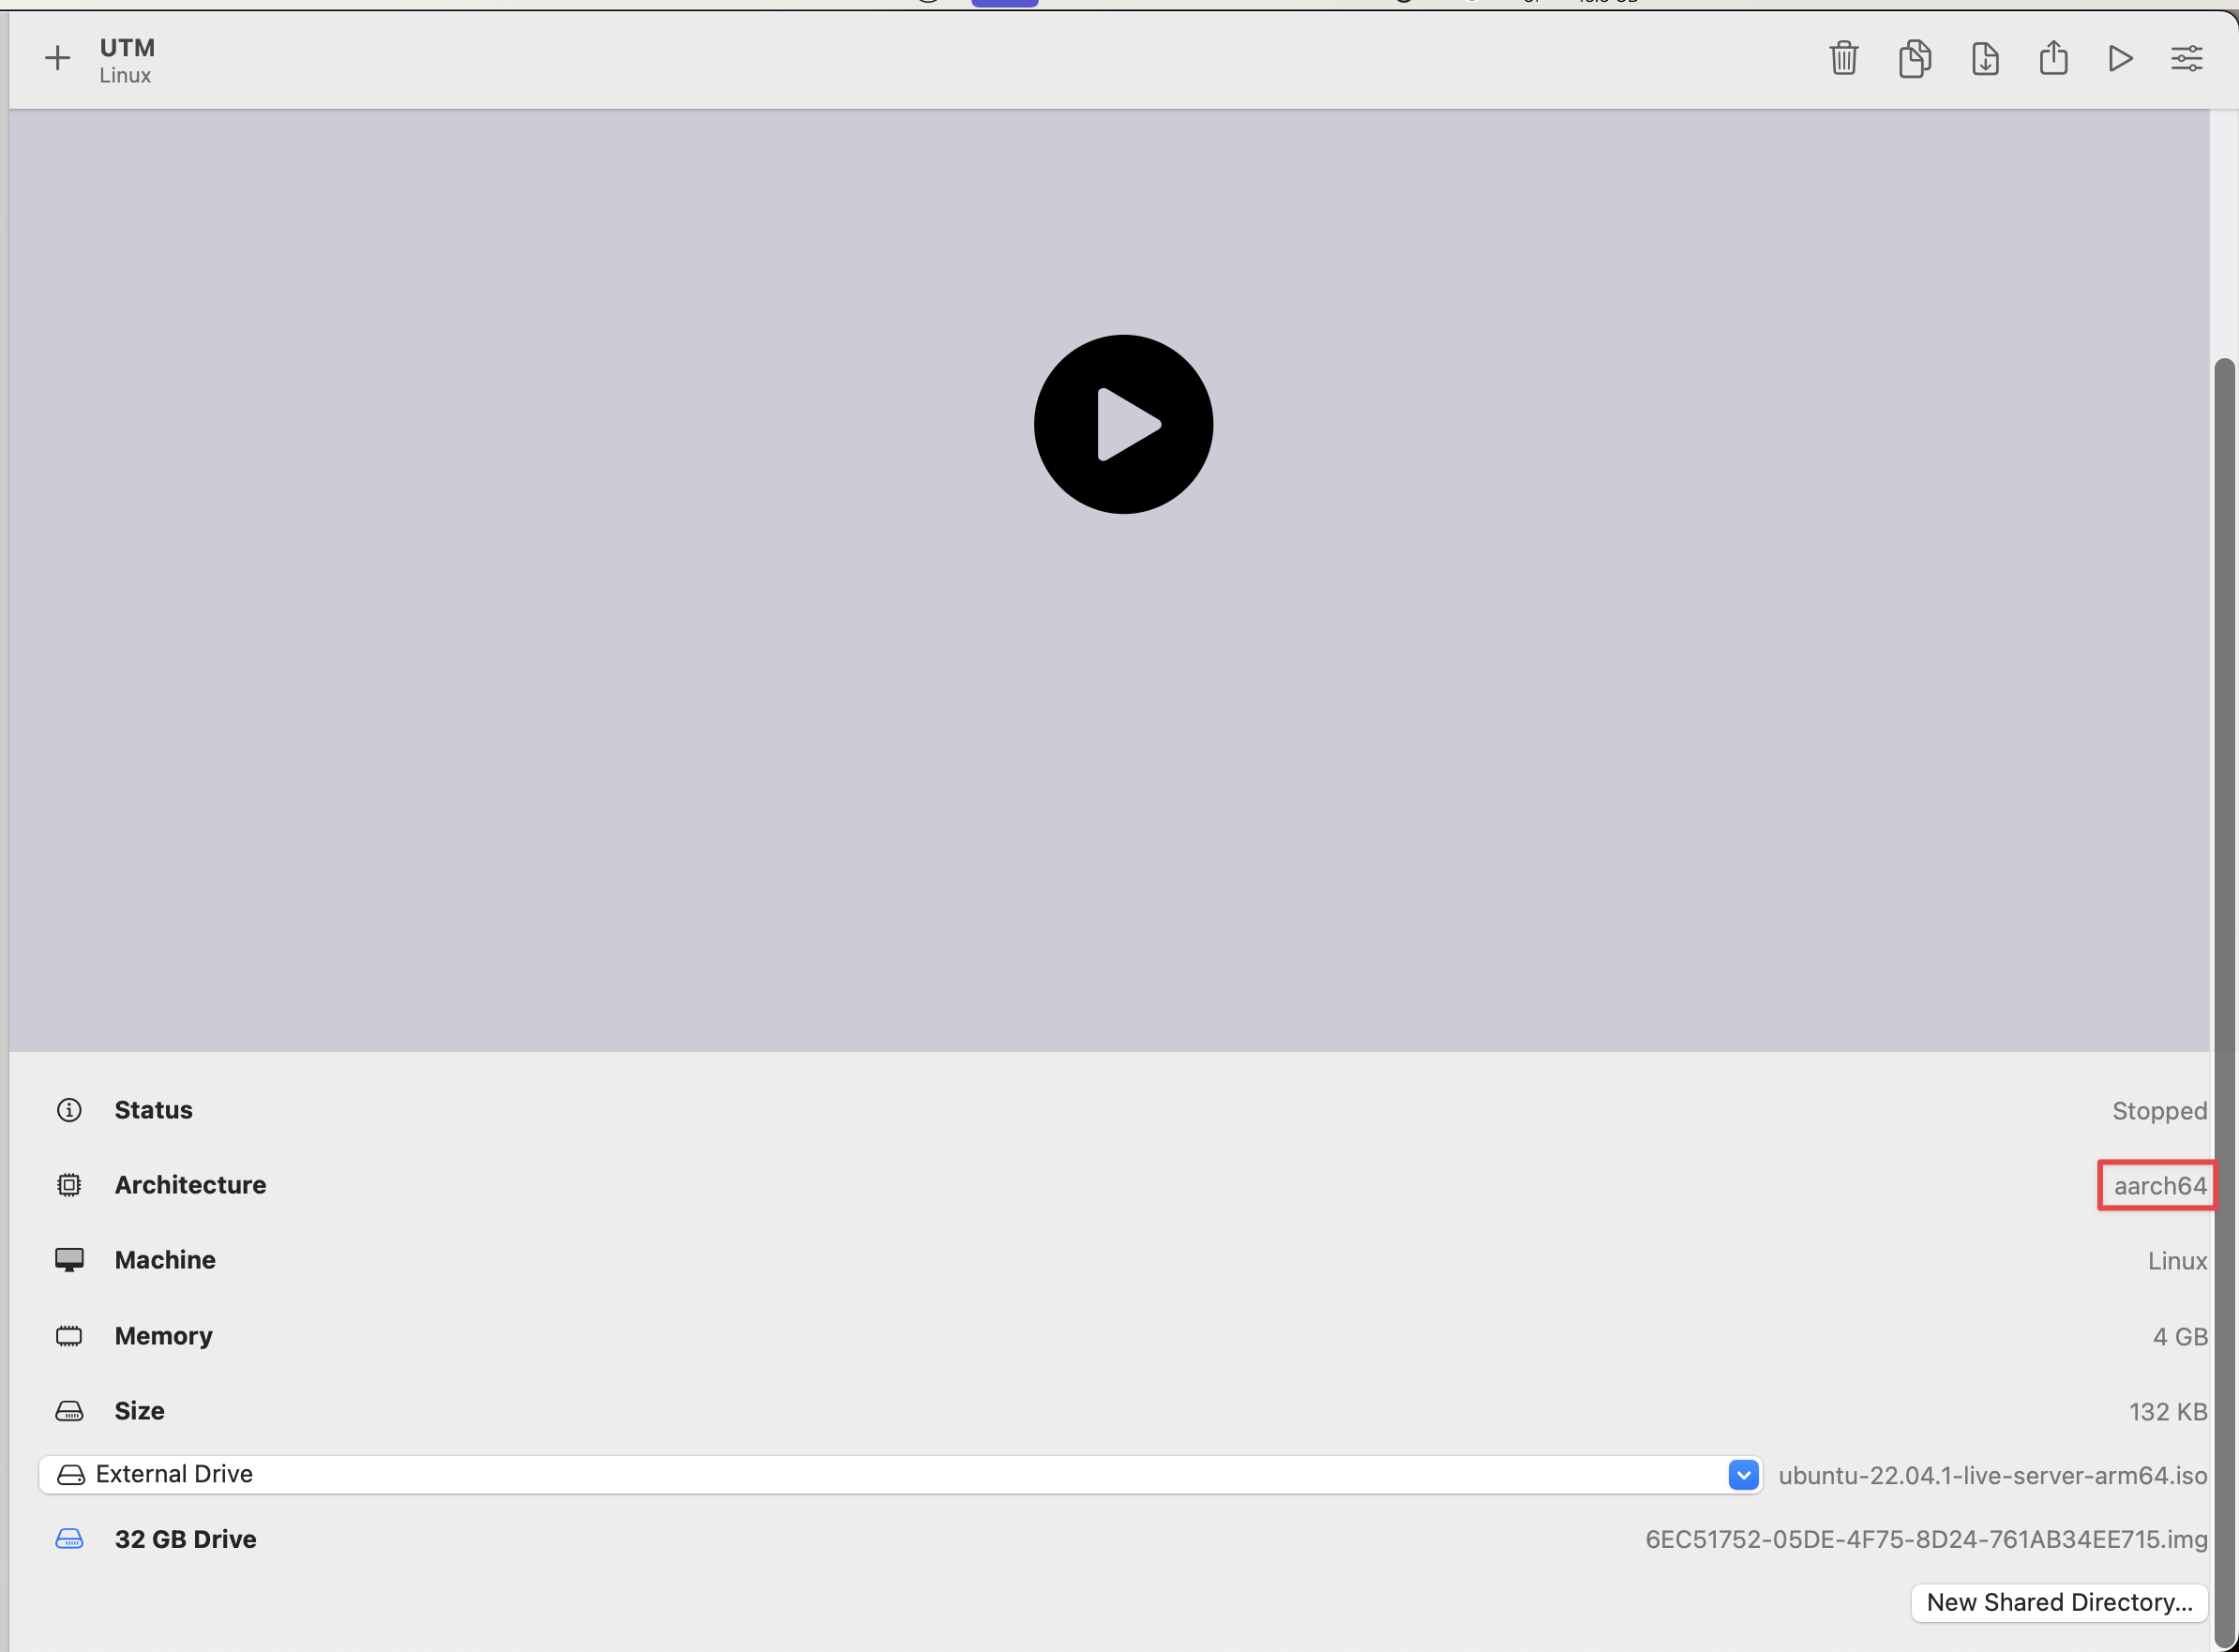 UTM
Linux
Status Stopped
Architecture aarch64
Machine Linux
Memory 4 GB
Size 132 KB
External Drive ubuntu-22.04.1-live-server-arm64.iso
32 GB Drive 6EC51752-05DE-4F75-8D24-761AB34EE715.img
New Shared Directory...